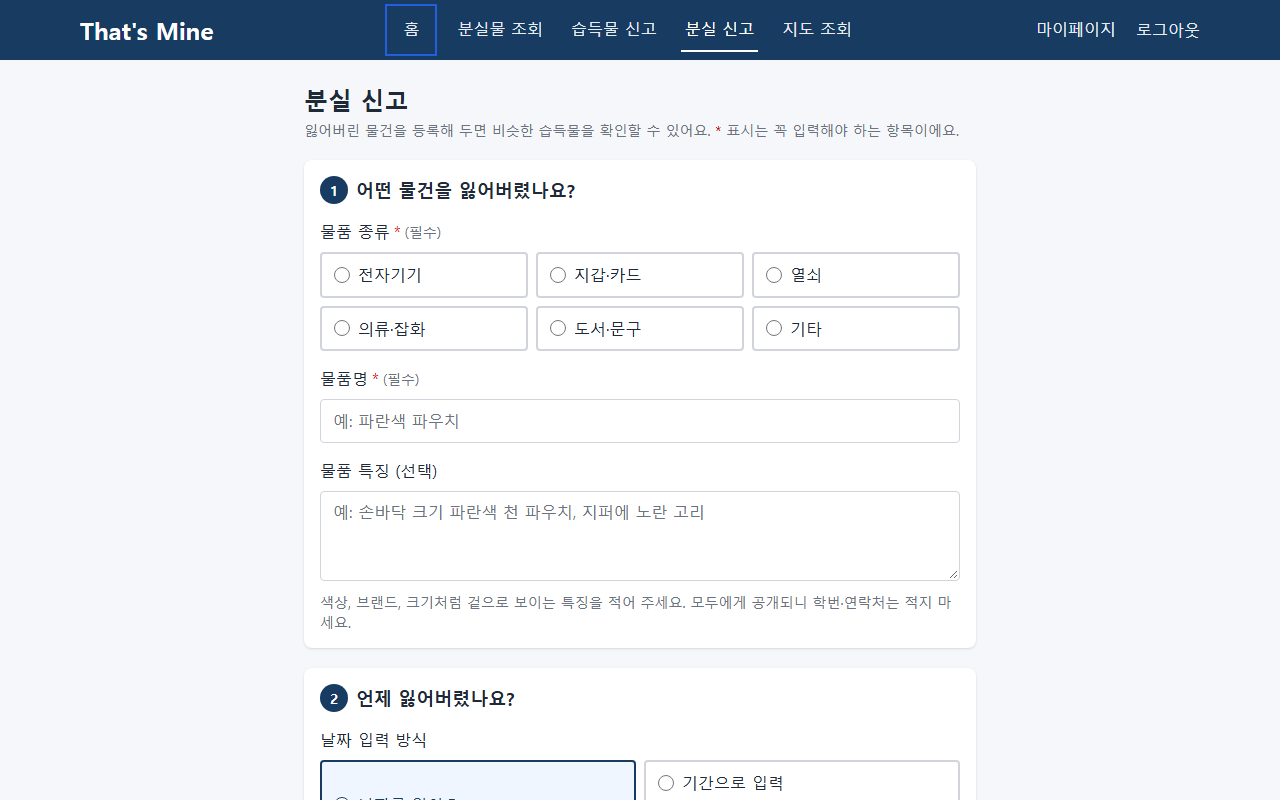 That's Mine
홈
분실물 조회
습득물 신고
분실 신고
지도 조회
마이페이지
로그아웃
분실 신고
잃어버린 물건을 등록해 두면 비슷한 습득물을 확인할 수 있어요. * 표시는 꼭 입력해야 하는 항목이에요.
1 어떤 물건을 잃어버렸나요?
물품 종류 * (필수)
전자기기
지갑·카드
열쇠
의류·잡화
도서·문구
기타
물품명 * (필수)
예: 파란색 파우치
물품 특징 (선택)
예: 손바닥 크기 파란색 천 파우치, 지퍼에 노란 고리
색상, 브랜드, 크기처럼 겉으로 보이는 특징을 적어 주세요. 모두에게 공개되니 학번·연락처는 적지 마
세요.
2 언제 잃어버렸나요?
날짜 입력 방식
기간으로 입력